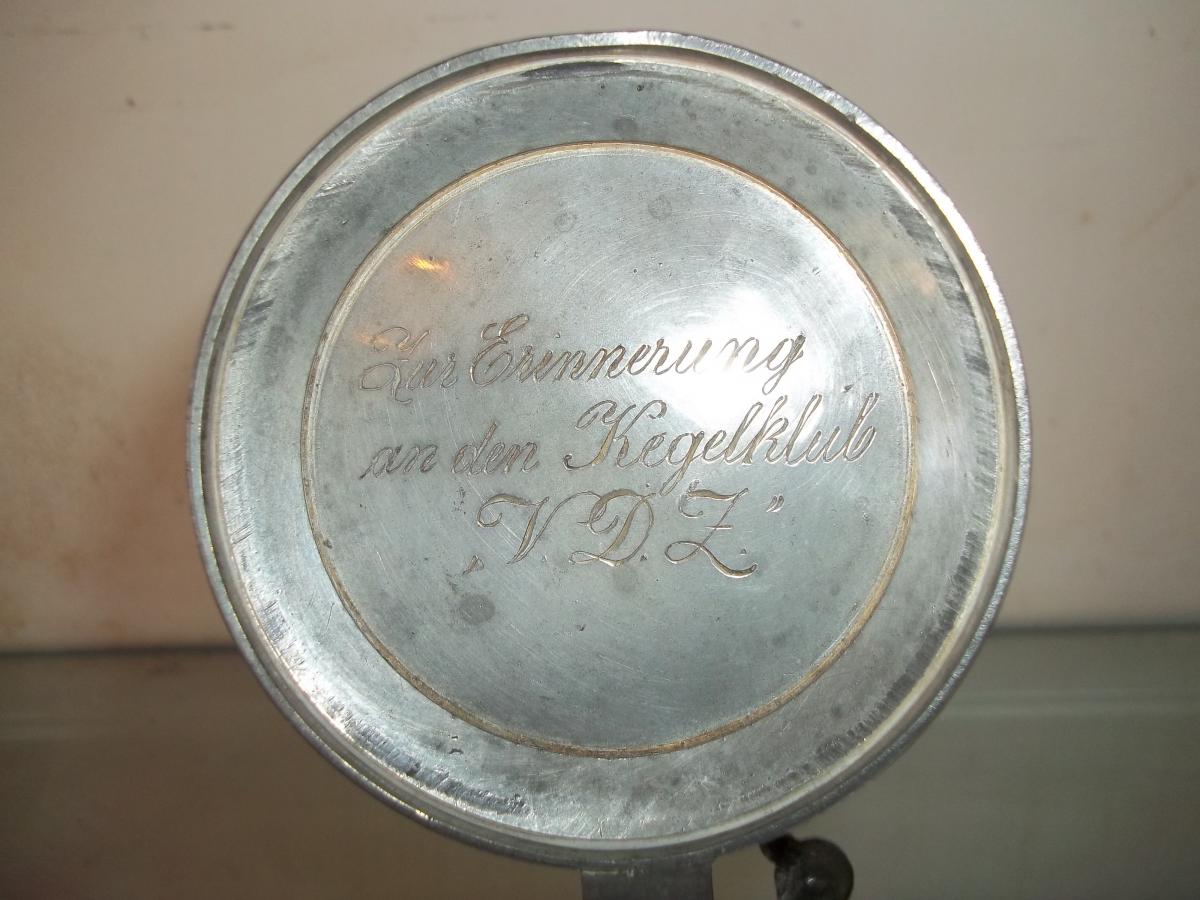 Zur Erinnerung
an den Kegelklub
„V. D. Z.”